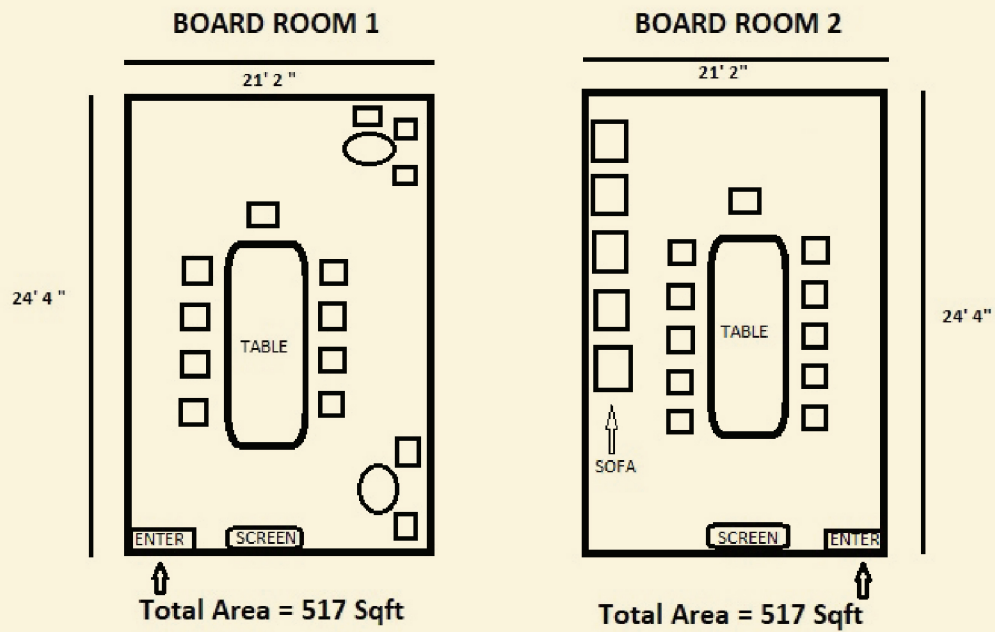 BOARD ROOM 1
21' 2 "
24' 4 "
TABLE
ENTER
SCREEN
Total Area = 517 Sqft
BOARD ROOM 2
21' 2"
24' 4"
TABLE
SOFA
SCREEN
ENTER
Total Area = 517 Sqft